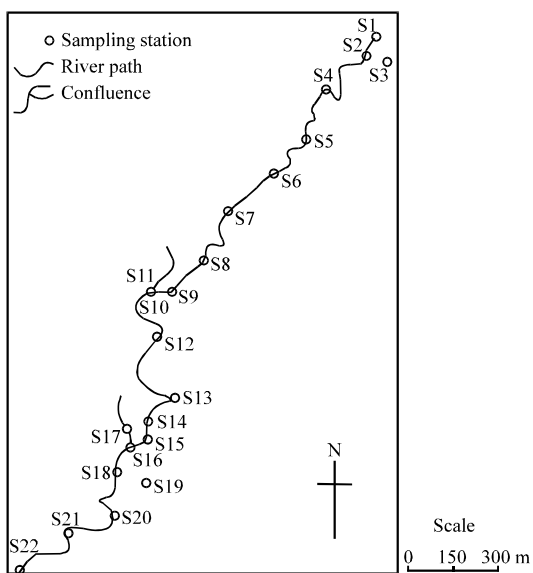 Sampling station
River path
Confluence
S1
S2
S3
S4
S5
S6
S7
S8
S11
S9
S10
S12
S13
S14
S17
S15
S16
S18
S19
S20
S21
S22
N
Scale
0 150 300 m